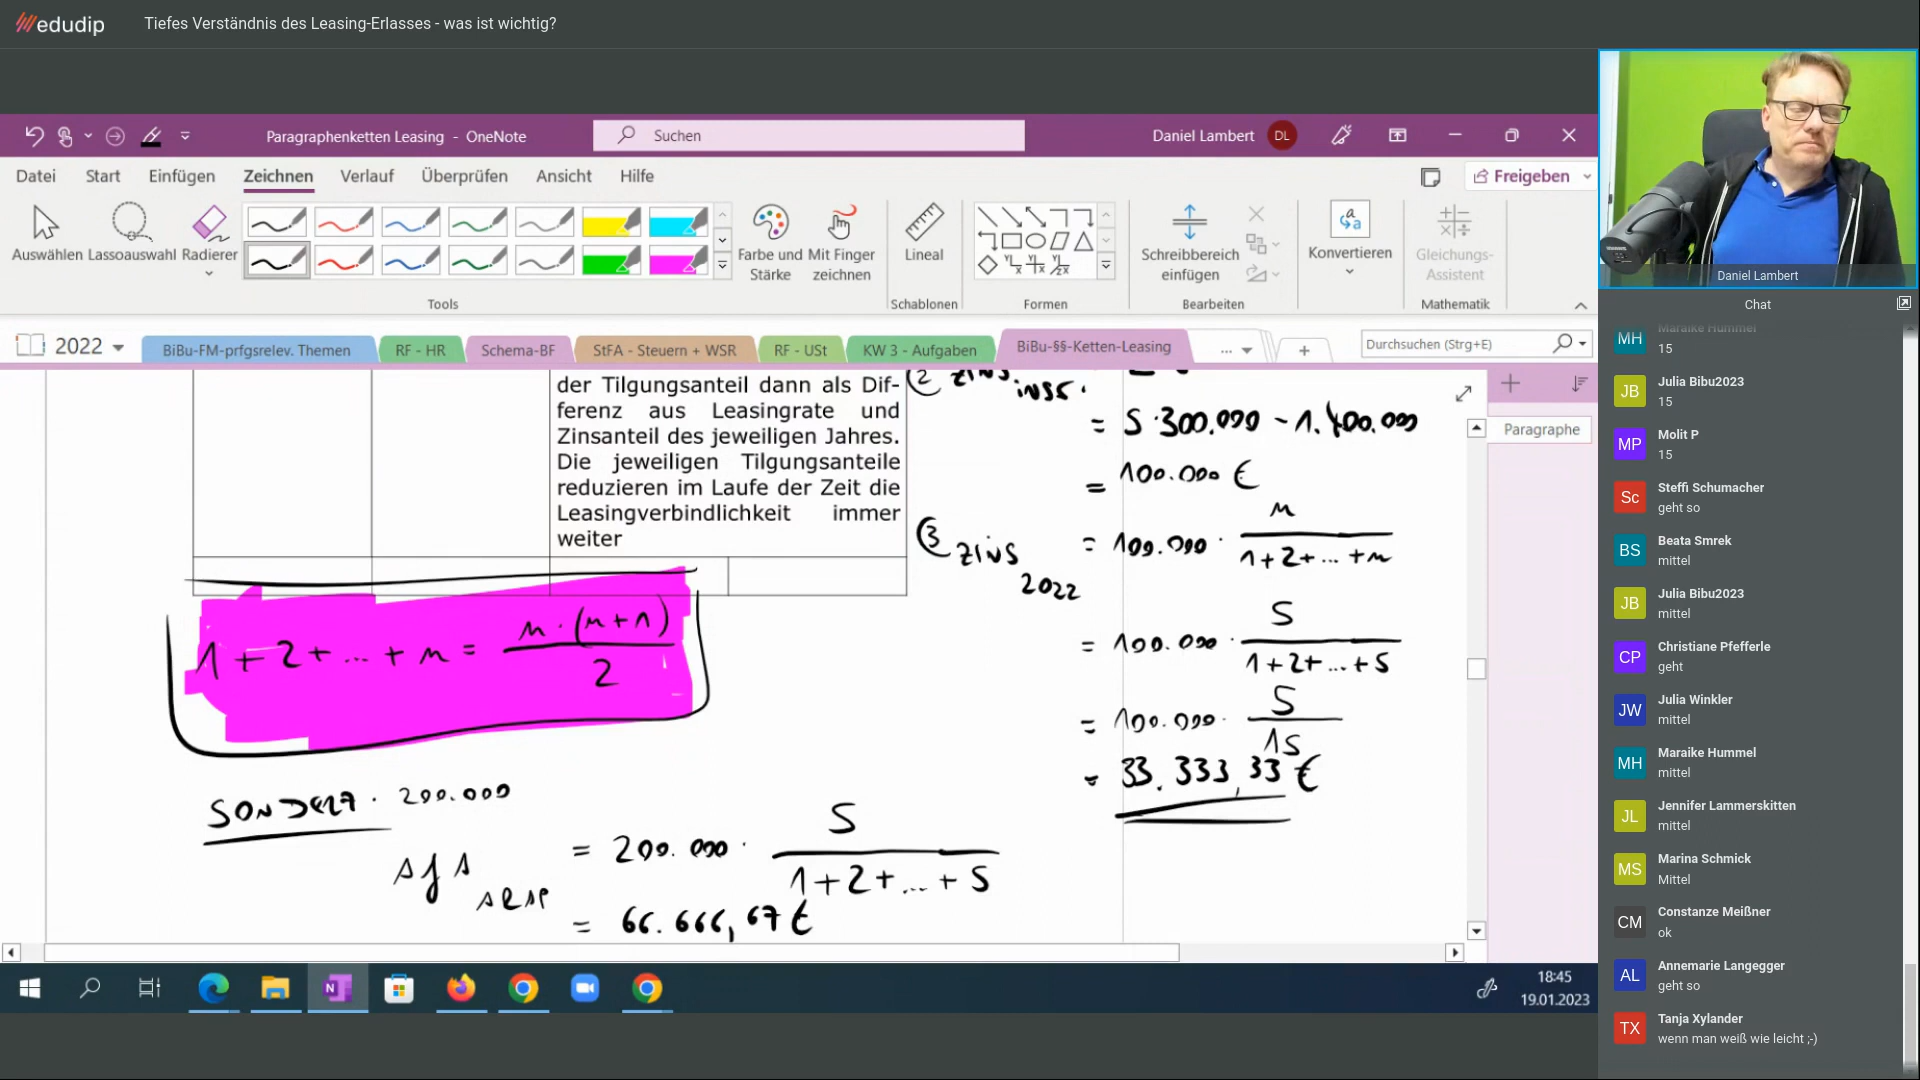 edudip
Tiefes Verständnis des Leasing-Erlasses - was ist wichtig?
Paragraphenketten Leasing - OneNote
Suchen
Daniel Lambert
DL
Datei
Start
Einfügen
Zeichnen
Verlauf
Überprüfen
Ansicht
Hilfe
Freigeben
Auswählen
Lassoauswahl
Radierer
Farbe und Stärke
Mit Finger zeichnen
Lineal
Schreibbereich einfügen
Konvertieren
Gleichungs-Assistent
Tools
Schablonen
Formen
Bearbeiten
Mathematik
2022
BiBu-FM-prfgsrelev. Themen
RF - HR
Schema-BF
StFA - Steuern + WSR
RF - USt
KW 3 - Aufgaben
BiBu-§§-Ketten-Leasing
...
Durchsuchen (Strg+E)
Paragraphe
der Tilgungsanteil dann als Dif-
ferenz aus Leasingrate und
Zinsanteil des jeweiligen Jahres.
Die jeweiligen Tilgungsanteile
reduzieren im Laufe der Zeit die
Leasingverbindlichkeit immer
weiter
1 + 2 + ... + n = n · (n + 1)
2
② Zins insg.
= 5 · 300.000 - 1.400.000
= 100.000 €
③ Zins 2022
= 100.000 · n
1 + 2 + ... + n
= 100.000 · 5
1 + 2 + ... + 5
= 100.000 · 5
15
= 33.333,33 €
SONDERZ. 200.000
= 200.000 · 5
1 + 2 + ... + 5
= 66.666,67 €
18:45
19.01.2023
Daniel Lambert
Chat
MH
Maraike Hummel
15
JB
Julia Bibu2023
15
MP
Molit P
15
Sc
Steffi Schumacher
geht so
BS
Beata Smrek
mittel
JB
Julia Bibu2023
mittel
CP
Christiane Pfefferle
geht
JW
Julia Winkler
mittel
MH
Maraike Hummel
mittel
JL
Jennifer Lammerskitten
mittel
MS
Marina Schmick
Mittel
CM
Constanze Meißner
ok
AL
Annemarie Langegger
geht so
TX
Tanja Xylander
wenn man weiß wie leicht ;-)